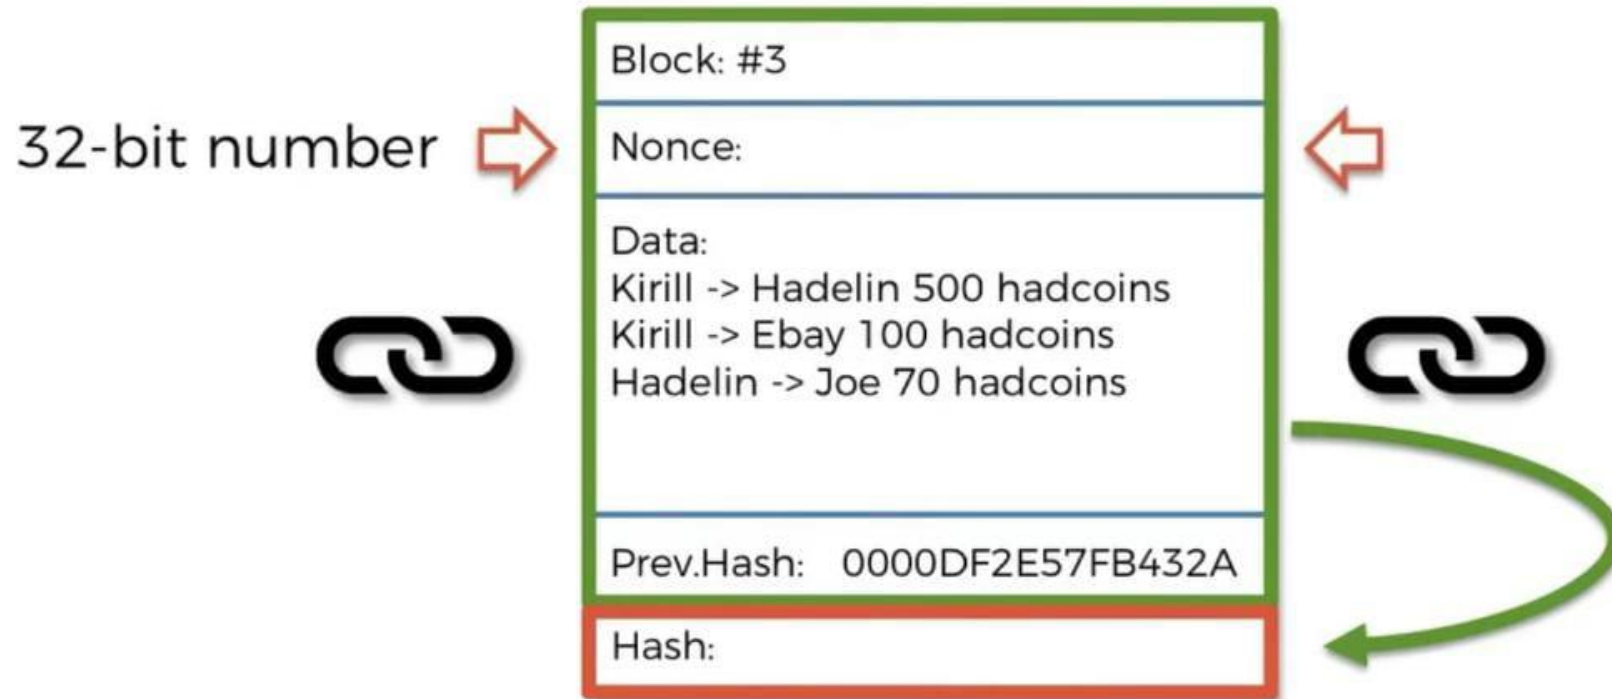 Block: #3
32-bit number
Nonce:
Data:
Kirill -> Hadelin 500 hadcoins
Kirill -> Ebay 100 hadcoins
Hadelin -> Joe 70 hadcoins
Prev.Hash: 0000DF2E57FB432A
Hash: